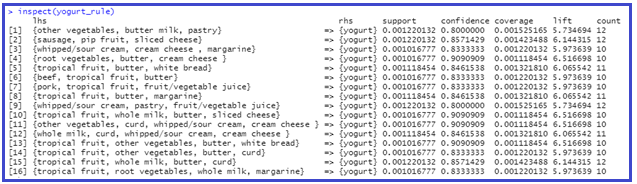 > inspect(yogurt_rule)
lhs rhs support confidence coverage lift count
[1] {other vegetables, butter milk, pastry} => {yogurt} 0.001220132 0.8000000 0.001525165 5.734694 12
[2] {sausage, pip fruit, sliced cheese} => {yogurt} 0.001220132 0.8571429 0.001423488 6.144315 12
[3] {whipped/sour cream, cream cheese , margarine} => {yogurt} 0.001016777 0.8333333 0.001220132 5.973639 10
[4] {root vegetables, butter, cream cheese } => {yogurt} 0.001016777 0.9090909 0.001118454 6.516698 10
[5] {tropical fruit, butter, white bread} => {yogurt} 0.001118454 0.8461538 0.001321810 6.065542 11
[6] {beef, tropical fruit, butter} => {yogurt} 0.001016777 0.8333333 0.001220132 5.973639 10
[7] {pork, tropical fruit, fruit/vegetable juice} => {yogurt} 0.001016777 0.8333333 0.001220132 5.973639 10
[8] {tropical fruit, butter, margarine} => {yogurt} 0.001118454 0.8461538 0.001321810 6.065542 11
[9] {whipped/sour cream, pastry, fruit/vegetable juice} => {yogurt} 0.001220132 0.8000000 0.001525165 5.734694 12
[10] {tropical fruit, whole milk, butter, sliced cheese} => {yogurt} 0.001016777 0.9090909 0.001118454 6.516698 10
[11] {other vegetables, curd, whipped/sour cream, cream cheese } => {yogurt} 0.001016777 0.9090909 0.001118454 6.516698 10
[12] {whole milk, curd, whipped/sour cream, cream cheese } => {yogurt} 0.001118454 0.8461538 0.001321810 6.065542 11
[13] {tropical fruit, other vegetables, butter, white bread} => {yogurt} 0.001016777 0.8333333 0.001220132 5.973639 10
[14] {tropical fruit, other vegetables, butter, curd} => {yogurt} 0.001016777 0.8333333 0.001220132 5.973639 10
[15] {tropical fruit, whole milk, butter, curd} => {yogurt} 0.001220132 0.8571429 0.001423488 6.144315 12
[16] {tropical fruit, root vegetables, whole milk, margarine} => {yogurt} 0.001016777 0.8333333 0.001220132 5.973639 10